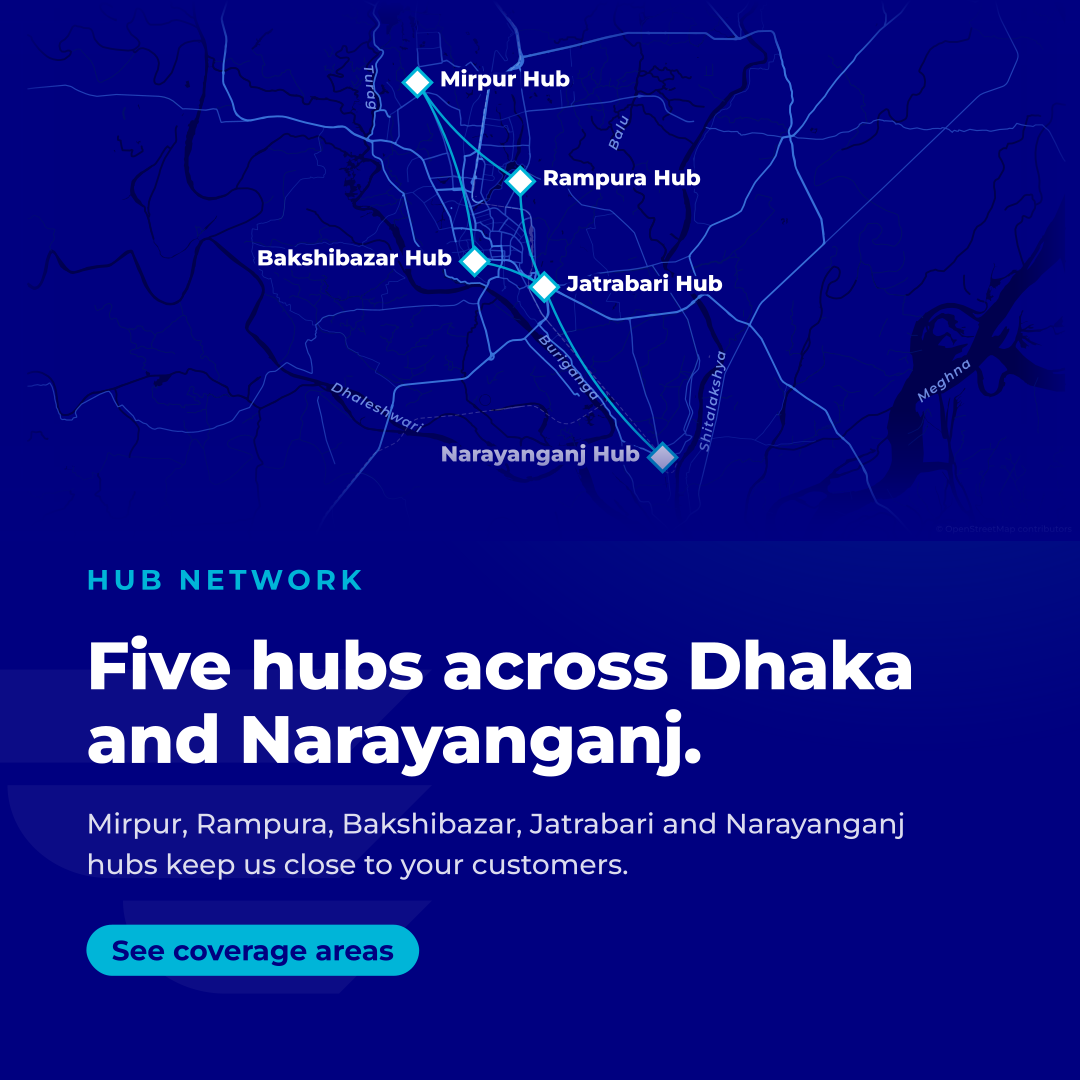 Mirpur Hub
Turag
Balu
Rampura Hub
Bakshibazar Hub
Jatrabari Hub
Buriganga
Shitalakshya
Meghna
Dhaleshwari
Narayanganj Hub
© OpenStreetMap contributors
HUB NETWORK
Five hubs across Dhaka
and Narayanganj.
Mirpur, Rampura, Bakshibazar, Jatrabari and Narayanganj
hubs keep us close to your customers.
See coverage areas